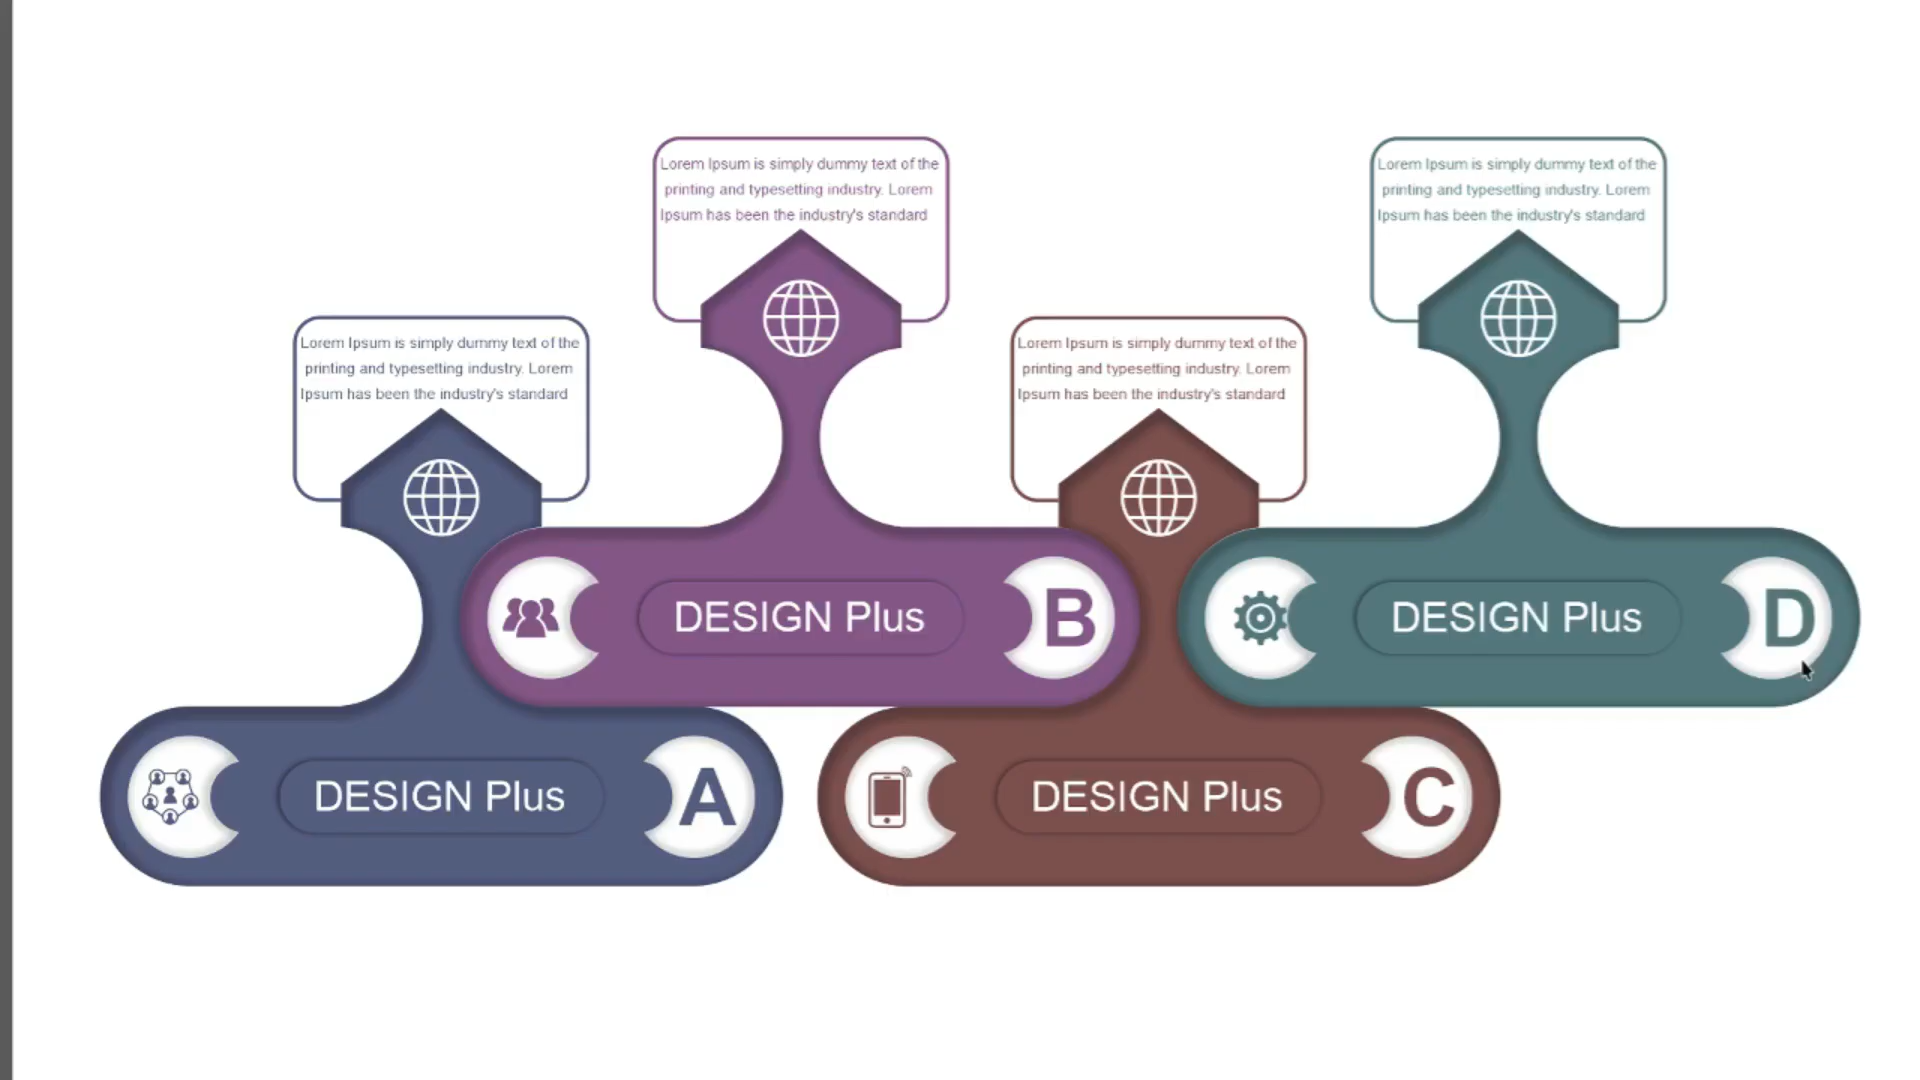 Lorem Ipsum is simply dummy text of the
printing and typesetting industry. Lorem
Ipsum has been the industry's standard
DESIGN Plus
A
Lorem Ipsum is simply dummy text of the
printing and typesetting industry. Lorem
Ipsum has been the industry's standard
DESIGN Plus
B
Lorem Ipsum is simply dummy text of the
printing and typesetting industry. Lorem
Ipsum has been the industry's standard
DESIGN Plus
C
Lorem Ipsum is simply dummy text of the
printing and typesetting industry. Lorem
Ipsum has been the industry's standard
DESIGN Plus
D